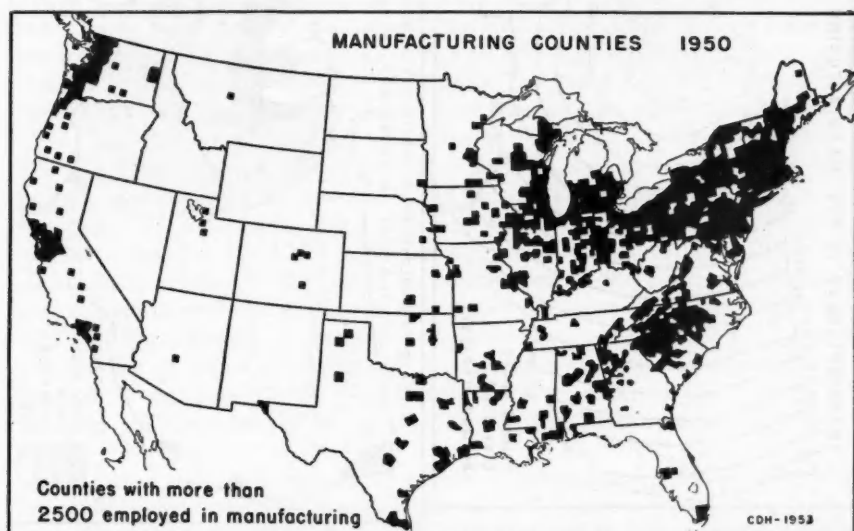 MANUFACTURING COUNTIES 1950
Counties with more than
2500 employed in manufacturing
CDH-1953